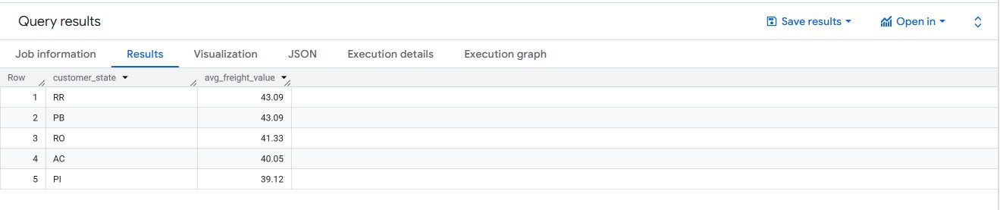 Query results Save results Open in
Job information Results Visualization JSON Execution details Execution graph
Row customer_state avg_freight_value
1 RR 43.09
2 PB 43.09
3 RO 41.33
4 AC 40.05
5 PI 39.12